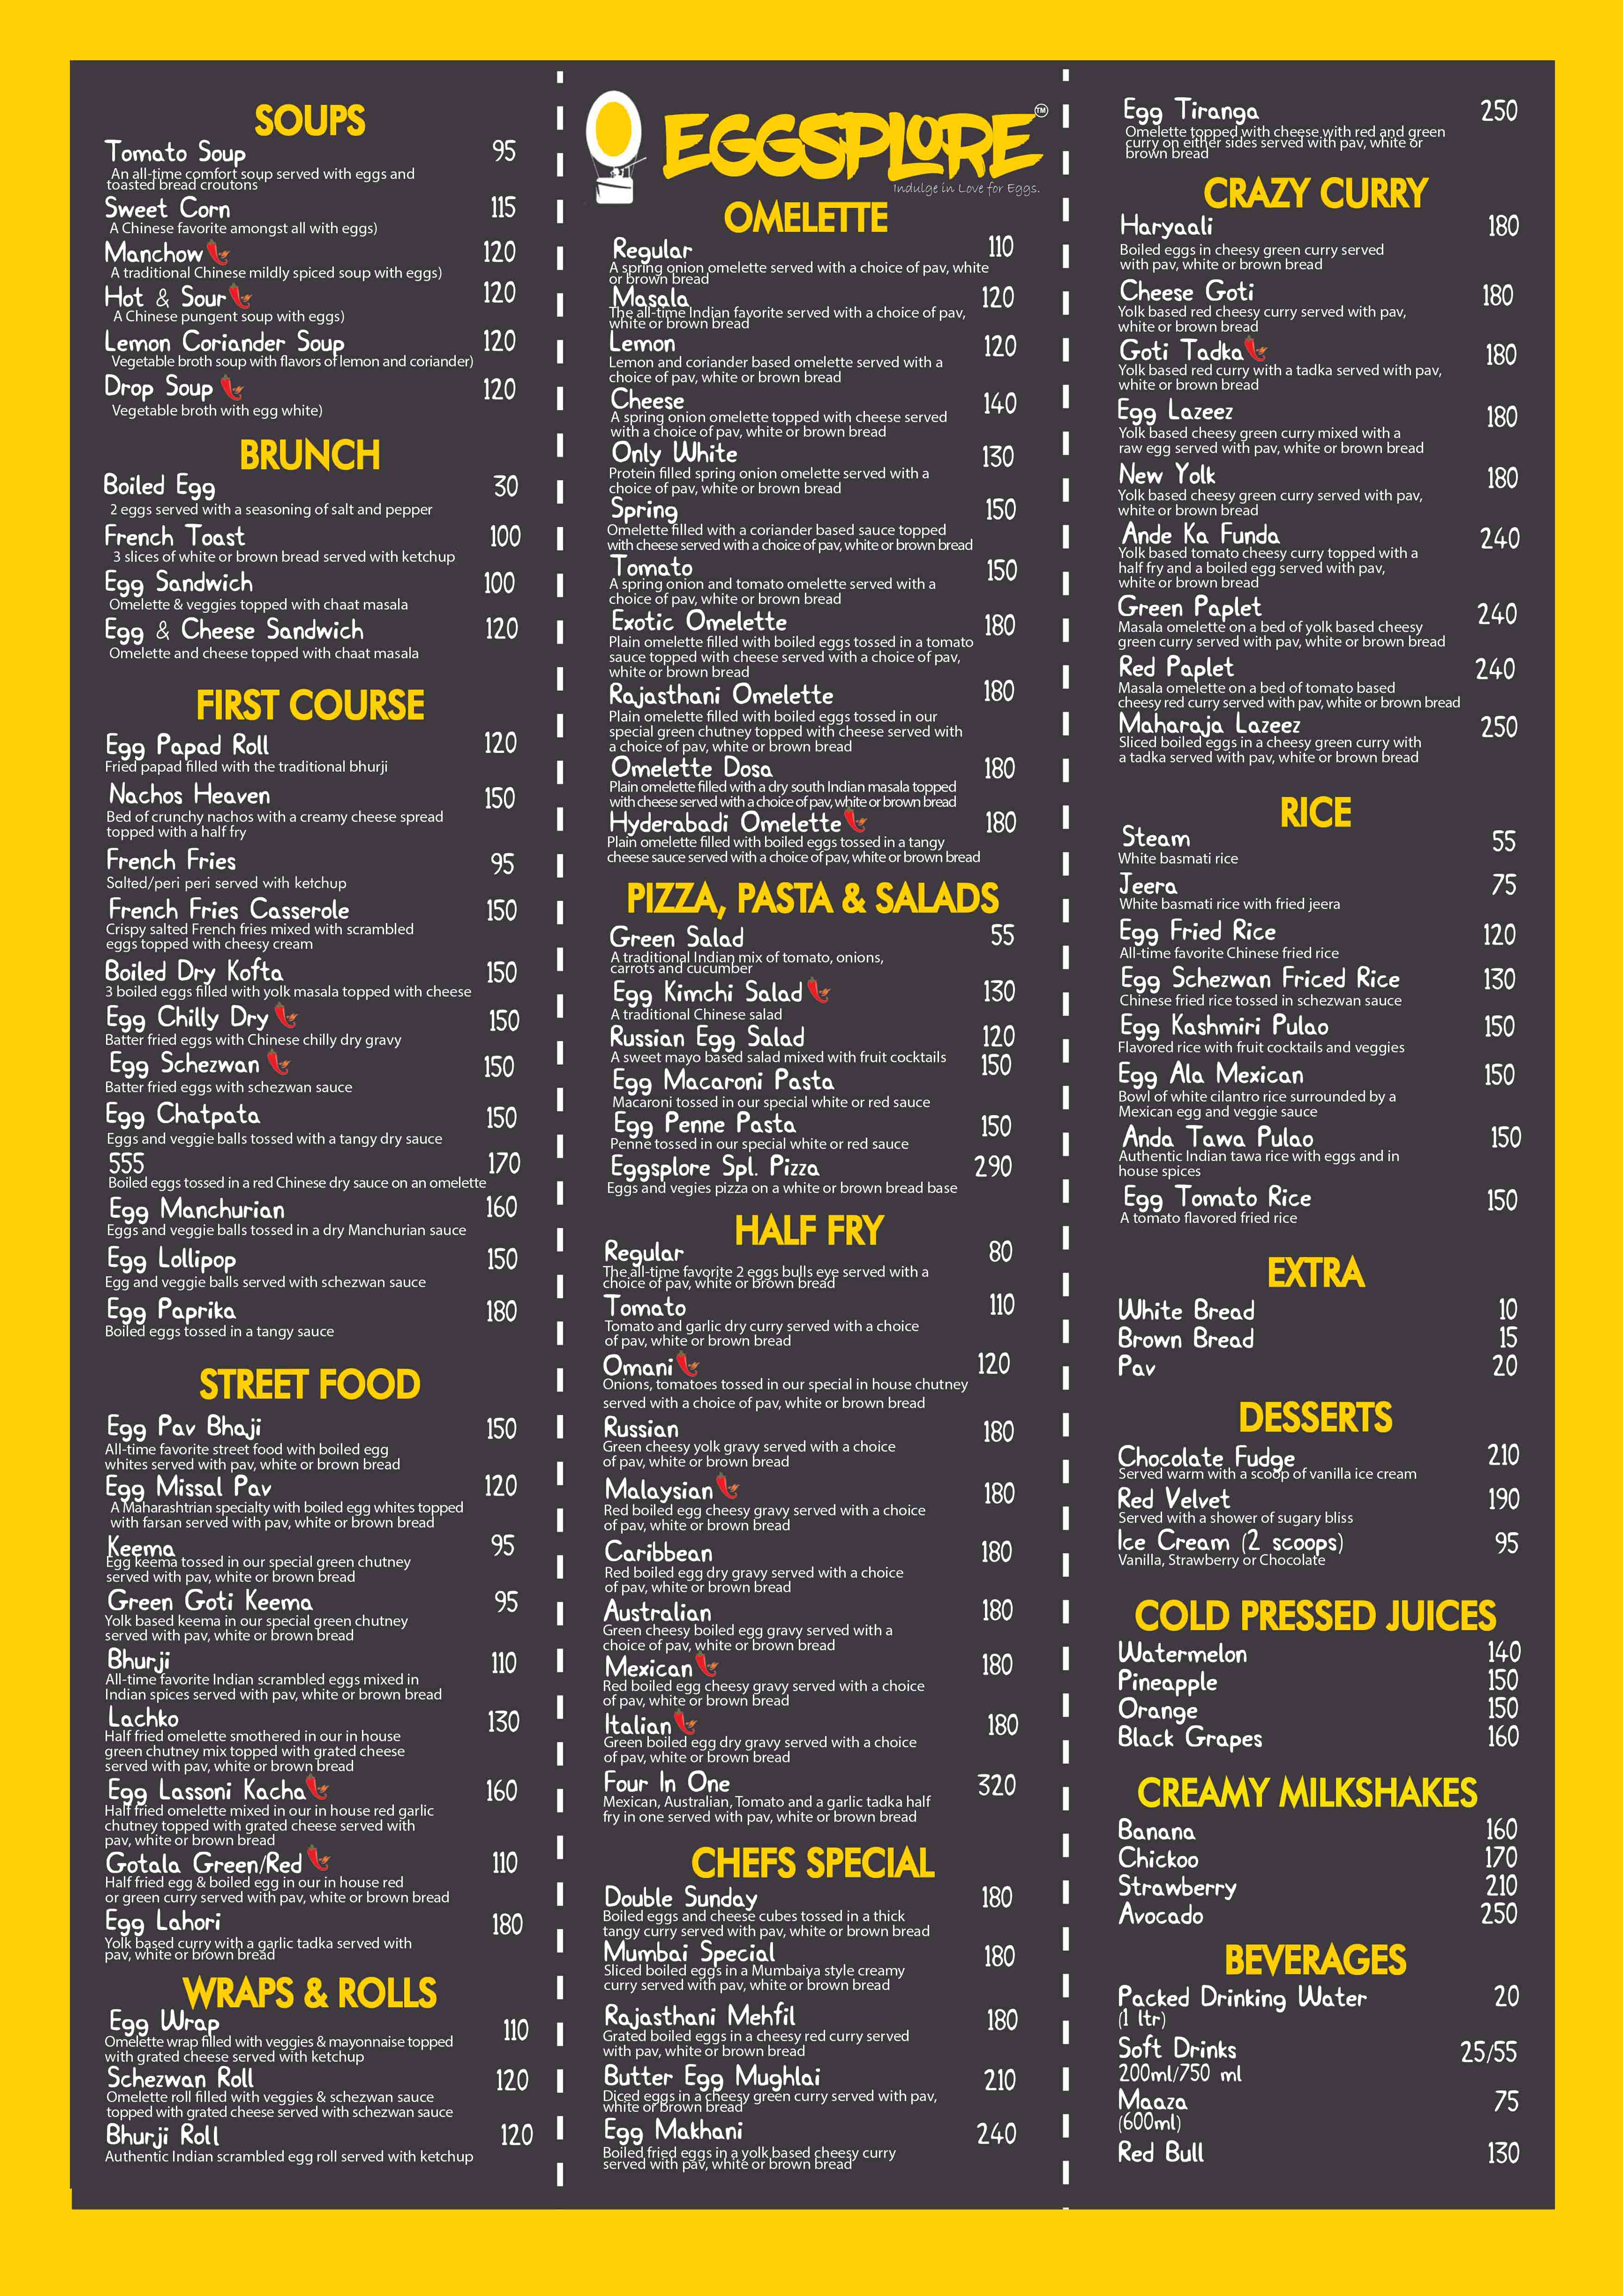 SOUPS
Tomato Soup 95
An all-time comfort soup served with eggs and
toasted bread croutons
Sweet Corn 115
A Chinese favorite amongst all with eggs)
Manchow 120
A traditional Chinese mildly spiced soup with eggs)
Hot & Sour 120
A Chinese pungent soup with eggs)
Lemon Coriander Soup 120
Vegetable broth soup with flavors of lemon and coriander)
Drop Soup 120
Vegetable broth with egg white)
BRUNCH
Boiled Egg 30
2 eggs served with a seasoning of salt and pepper
French Toast 100
3 slices of white or brown bread served with ketchup
Egg Sandwich 100
Omelette & veggies topped with chaat masala
Egg & Cheese Sandwich 120
Omelette and cheese topped with chaat masala
FIRST COURSE
Egg Papad Roll 120
Fried papad filled with the traditional bhurji
Nachos Heaven 150
Bed of crunchy nachos with a creamy cheese spread
topped with a half fry
French Fries 95
Salted/peri peri served with ketchup
French Fries Casserole 150
Crispy salted French fries mixed with scrambled
eggs topped with cheesy cream
Boiled Dry Kofta 150
3 boiled eggs filled with yolk masala topped with cheese
Egg Chilly Dry 150
Batter fried eggs with Chinese chilly dry gravy
Egg Schezwan 150
Batter fried eggs with schezwan sauce
Egg Chatpata 150
Eggs and veggie balls tossed with a tangy dry sauce
555 170
Boiled eggs tossed in a red Chinese dry sauce on an omelette
Egg Manchurian 160
Eggs and veggie balls tossed in a dry Manchurian sauce
Egg Lollipop 150
Egg and veggie balls served with schezwan sauce
Egg Paprika 180
Boiled eggs tossed in a tangy sauce
STREET FOOD
Egg Pav Bhaji 150
All-time favorite street food with boiled egg
whites served with pav, white or brown bread
Egg Missal Pav 120
A Maharashtrian specialty with boiled egg whites topped
with farsan served with pav, white or brown bread
Keema 95
Egg keema tossed in our special green chutney
served with pav, white or brown bread
Green Goti Keema 95
Yolk based keema in our special green chutney
served with pav, white or brown bread
Bhurji 110
All-time favorite Indian scrambled eggs mixed in
Indian spices served with pav, white or brown bread
Lachko 130
Half fried omelette smothered in our in house
green chutney mix topped with grated cheese
served with pav, white or brown bread
Egg Lassoni Kacha 160
Half fried omelette mixed in our in house red garlic
chutney topped with grated cheese served with
pav, white or brown bread
Gotala Green/Red 110
Half fried egg & boiled egg in our in house red
or green curry served with pav, white or brown bread
Egg Lahori 180
Yolk based curry with a garlic tadka served with
pav, white or brown bread
WRAPS & ROLLS
Egg Wrap 110
Omelette wrap filled with veggies & mayonnaise topped
with grated cheese served with ketchup
Schezwan Roll 120
Omelette roll filled with veggies & schezwan sauce
topped with grated cheese served with schezwan sauce
Bhurji Roll 120
Authentic Indian scrambled egg roll served with ketchup
EGGSPLORE TM
Indulge in Love for Eggs.
OMELETTE
Regular 110
A spring onion omelette served with a choice of pav, white
or brown bread
Masala 120
The all-time Indian favorite served with a choice of pav,
white or brown bread
Lemon 120
Lemon and coriander based omelette served with a
choice of pav, white or brown bread
Cheese 140
A spring onion omelette topped with cheese served
with a choice of pav, white or brown bread
Only White 130
Protein filled spring onion omelette served with a
choice of pav, white or brown bread
Spring 150
Omelette filled with a coriander based sauce topped
with cheese served with a choice of pav, white or brown bread
Tomato 150
A spring onion and tomato omelette served with a
choice of pav, white or brown bread
Exotic Omelette 180
Plain omelette filled with boiled eggs tossed in a tomato
sauce topped with cheese served with a choice of pav,
white or brown bread
Rajasthani Omelette 180
Plain omelette filled with boiled eggs tossed in our
special green chutney topped with cheese served with
a choice of pav, white or brown bread
Omelette Dosa 180
Plain omelette filled with a dry south Indian masala topped
with cheese served with a choice of pav, white or brown bread
Hyderabadi Omelette 180
Plain omelette filled with boiled eggs tossed in a tangy
cheese sauce served with a choice of pav, white or brown bread
PIZZA, PASTA & SALADS
Green Salad 55
A traditional Indian mix of tomato, onions,
carrots and cucumber
Egg Kimchi Salad 130
A traditional Chinese salad
Russian Egg Salad 120
A sweet mayo based salad mixed with fruit cocktails
Egg Macaroni Pasta 150
Macaroni tossed in our special white or red sauce
Egg Penne Pasta 150
Penne tossed in our special white or red sauce
Eggsplore Spl. Pizza 290
Eggs and vegies pizza on a white or brown bread base
HALF FRY
Regular 80
The all-time favorite 2 eggs bulls eye served with a
choice of pav, white or brown bread
Tomato 110
Tomato and garlic dry curry served with a choice
of pav, white or brown bread
Omani 120
Onions, tomatoes tossed in our special in house chutney
served with a choice of pav, white or brown bread
Russian 180
Green cheesy yolk gravy served with a choice
of pav, white or brown bread
Malaysian 180
Red boiled egg cheesy gravy served with a choice
of pav, white or brown bread
Caribbean 180
Red boiled egg dry gravy served with a choice
of pav, white or brown bread
Australian 180
Green cheesy boiled egg gravy served with a
choice of pav, white or brown bread
Mexican 180
Red boiled egg cheesy gravy served with a choice
of pav, white or brown bread
Italian 180
Green boiled egg dry gravy served with a choice
of pav, white or brown bread
Four In One 320
Mexican, Australian, Tomato and a garlic tadka half
fry in one served with pav, white or brown bread
CHEFS SPECIAL
Double Sunday 180
Boiled eggs and cheese cubes tossed in a thick
tangy curry served with pav, white or brown bread
Mumbai Special 180
Sliced boiled eggs in a Mumbaiya style creamy
curry served with pav, white or brown bread
Rajasthani Mehfil 180
Grated boiled eggs in a cheesy red curry served
with pav, white or brown bread
Butter Egg Mughlai 210
Diced eggs in a cheesy green curry served with pav,
white or brown bread
Egg Makhani 240
Boiled fried eggs in a yolk based cheesy curry
served with pav, white or brown bread
Egg Tiranga 250
Omelette topped with cheese with red and green
curry on either sides served with pav, white or
brown bread
CRAZY CURRY
Haryaali 180
Boiled eggs in cheesy green curry served
with pav, white or brown bread
Cheese Goti 180
Yolk based red cheesy curry served with pav,
white or brown bread
Goti Tadka 180
Yolk based red curry with a tadka served with pav,
white or brown bread
Egg Lazeez 180
Yolk based cheesy green curry mixed with a
raw egg served with pav, white or brown bread
New Yolk 180
Yolk based cheesy green curry served with pav,
white or brown bread
Ande Ka Funda 240
Yolk based tomato cheesy curry topped with a
half fry and a boiled egg served with pav,
white or brown bread
Green Paplet 240
Masala omelette on a bed of yolk based cheesy
green curry served with pav, white or brown bread
Red Paplet 240
Masala omelette on a bed of tomato based
cheesy red curry served with pav, white or brown bread
Maharaja Lazeez 250
Sliced boiled eggs in a cheesy green curry with
a tadka served with pav, white or brown bread
RICE
Steam 55
White basmati rice
Jeera 75
White basmati rice with fried jeera
Egg Fried Rice 120
All-time favorite Chinese fried rice
Egg Schezwan Friced Rice 130
Chinese fried rice tossed in schezwan sauce
Egg Kashmiri Pulao 150
Flavored rice with fruit cocktails and veggies
Egg Ala Mexican 150
Bowl of white cilantro rice surrounded by a
Mexican egg and veggie sauce
Anda Tawa Pulao 150
Authentic Indian tawa rice with eggs and in
house spices
Egg Tomato Rice 150
A tomato flavored fried rice
EXTRA
White Bread 10
Brown Bread 15
Pav 20
DESSERTS
Chocolate Fudge 210
Served warm with a scoop of vanilla ice cream
Red Velvet 190
Served with a shower of sugary bliss
Ice Cream (2 scoops) 95
Vanilla, Strawberry or Chocolate
COLD PRESSED JUICES
Watermelon 140
Pineapple 150
Orange 150
Black Grapes 160
CREAMY MILKSHAKES
Banana 160
Chickoo 170
Strawberry 210
Avocado 250
BEVERAGES
Packed Drinking Water 20
(1 ltr)
Soft Drinks 25/55
200ml/750 ml
Maaza 75
(600ml)
Red Bull 130